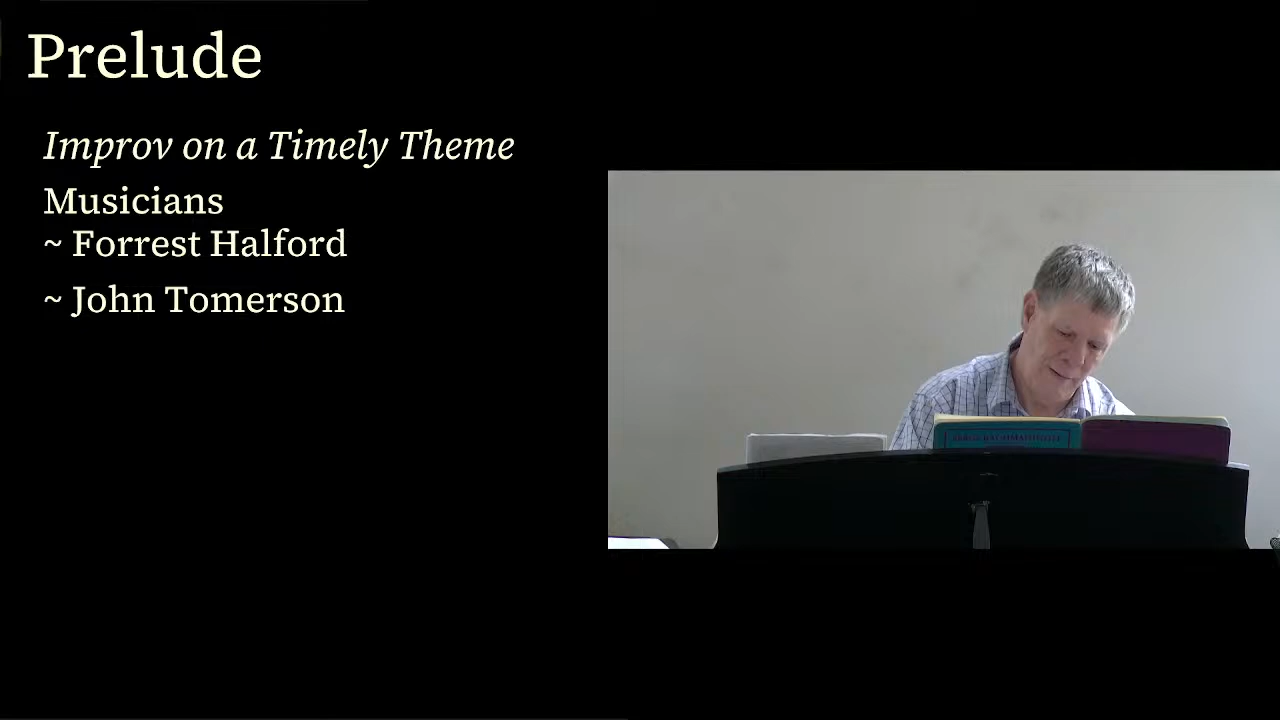 Prelude
Improv on a Timely Theme
Musicians
~ Forrest Halford
~ John Tomerson